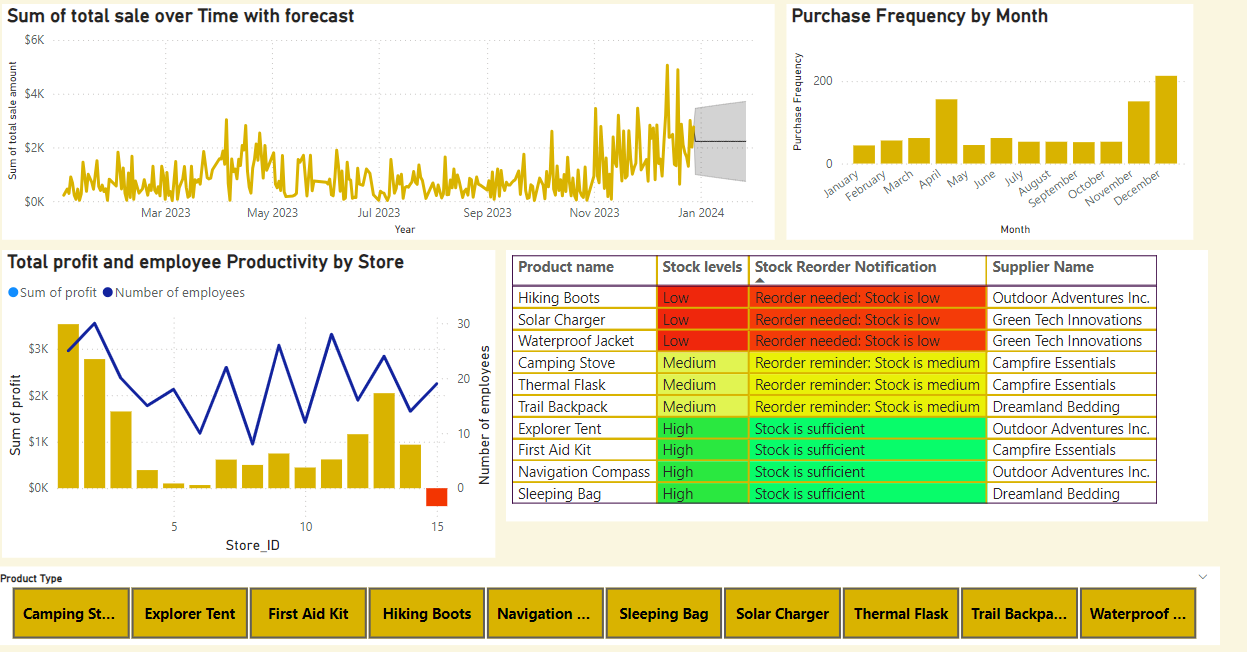 Sum of total sale over Time with forecast
Sum of total sale amount
$6K
$4K
$2K
$0K
Mar 2023 May 2023 Jul 2023 Sep 2023 Nov 2023 Jan 2024
Year
Purchase Frequency by Month
Purchase Frequency
200
0
January February March April May June July August September October November December
Month
Total profit and employee Productivity by Store
Sum of profit Number of employees
Sum of profit
$3K
$2K
$1K
$0K
30
20
10
0
Number of employees
5 10 15
Store_ID
Product name Stock levels Stock Reorder Notification Supplier Name
Hiking Boots Low Reorder needed: Stock is low Outdoor Adventures Inc.
Solar Charger Low Reorder needed: Stock is low Green Tech Innovations
Waterproof Jacket Low Reorder needed: Stock is low Green Tech Innovations
Camping Stove Medium Reorder reminder: Stock is medium Campfire Essentials
Thermal Flask Medium Reorder reminder: Stock is medium Campfire Essentials
Trail Backpack Medium Reorder reminder: Stock is medium Dreamland Bedding
Explorer Tent High Stock is sufficient Outdoor Adventures Inc.
First Aid Kit High Stock is sufficient Campfire Essentials
Navigation Compass High Stock is sufficient Outdoor Adventures Inc.
Sleeping Bag High Stock is sufficient Dreamland Bedding
Product Type
Camping St... Explorer Tent First Aid Kit Hiking Boots Navigation ... Sleeping Bag Solar Charger Thermal Flask Trail Backpa... Waterproof ...